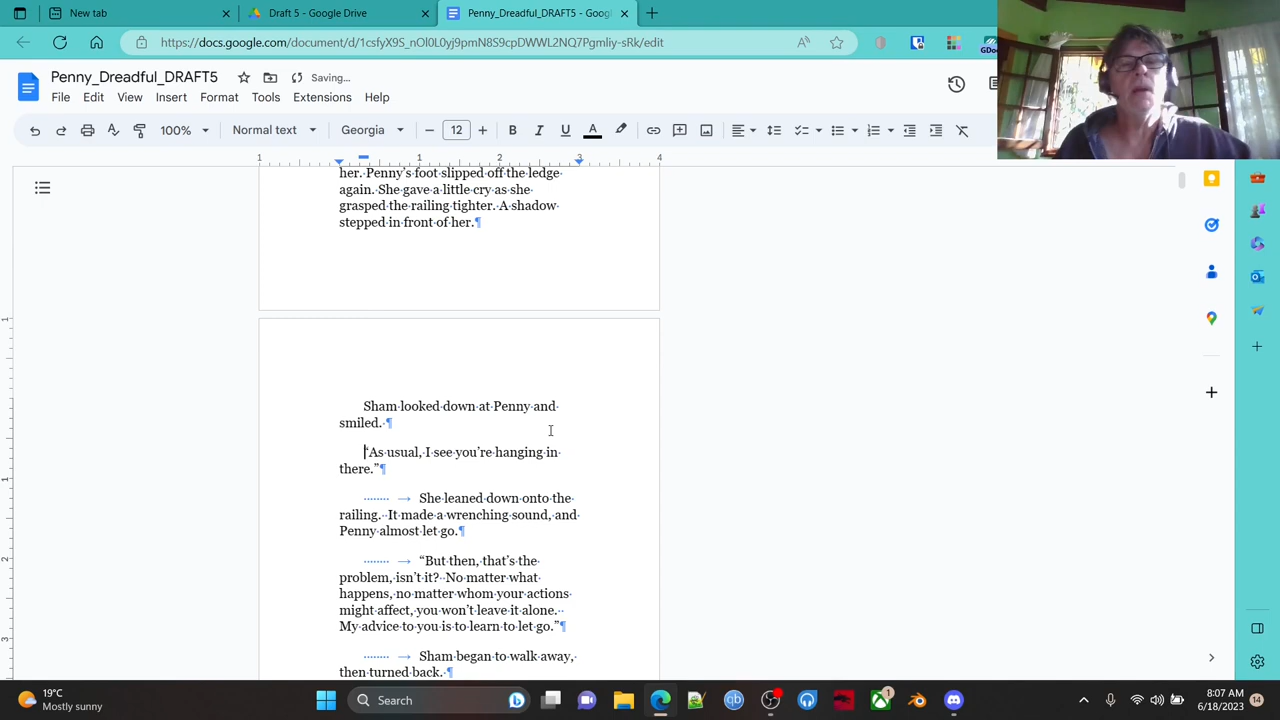 New tab
Draft 5 - Google Drive
Penny_Dreadful_DRAFT5 - Goog
https://docs.google.com/document/d/1csfyX9S_nOl0L0yj9pmN8S9cpDWWL2NQ7Pgmliy-sRk/edit
Penny_Dreadful_DRAFT5
Saving...
File Edit View Insert Format Tools Extensions Help
100% Normal text Georgia 12
1 1 2 3 4
her. Penny's foot slipped off the ledge
again. She gave a little cry as she
grasped the railing tighter. A shadow
stepped in front of her.¶
Sham looked down at Penny and
smiled. ¶
“As usual, I see you’re hanging in
there.”¶
She leaned down onto the
railing. It made a wrenching sound, and
Penny almost let go.¶
“But then, that’s the
problem, isn’t it? No matter what
happens, no matter whom your actions
might affect, you won’t leave it alone.
My advice to you is to learn to let go.”¶
Sham began to walk away,
then turned back. ¶
19°C
Mostly sunny
Search
8:07 AM
6/18/2023
14